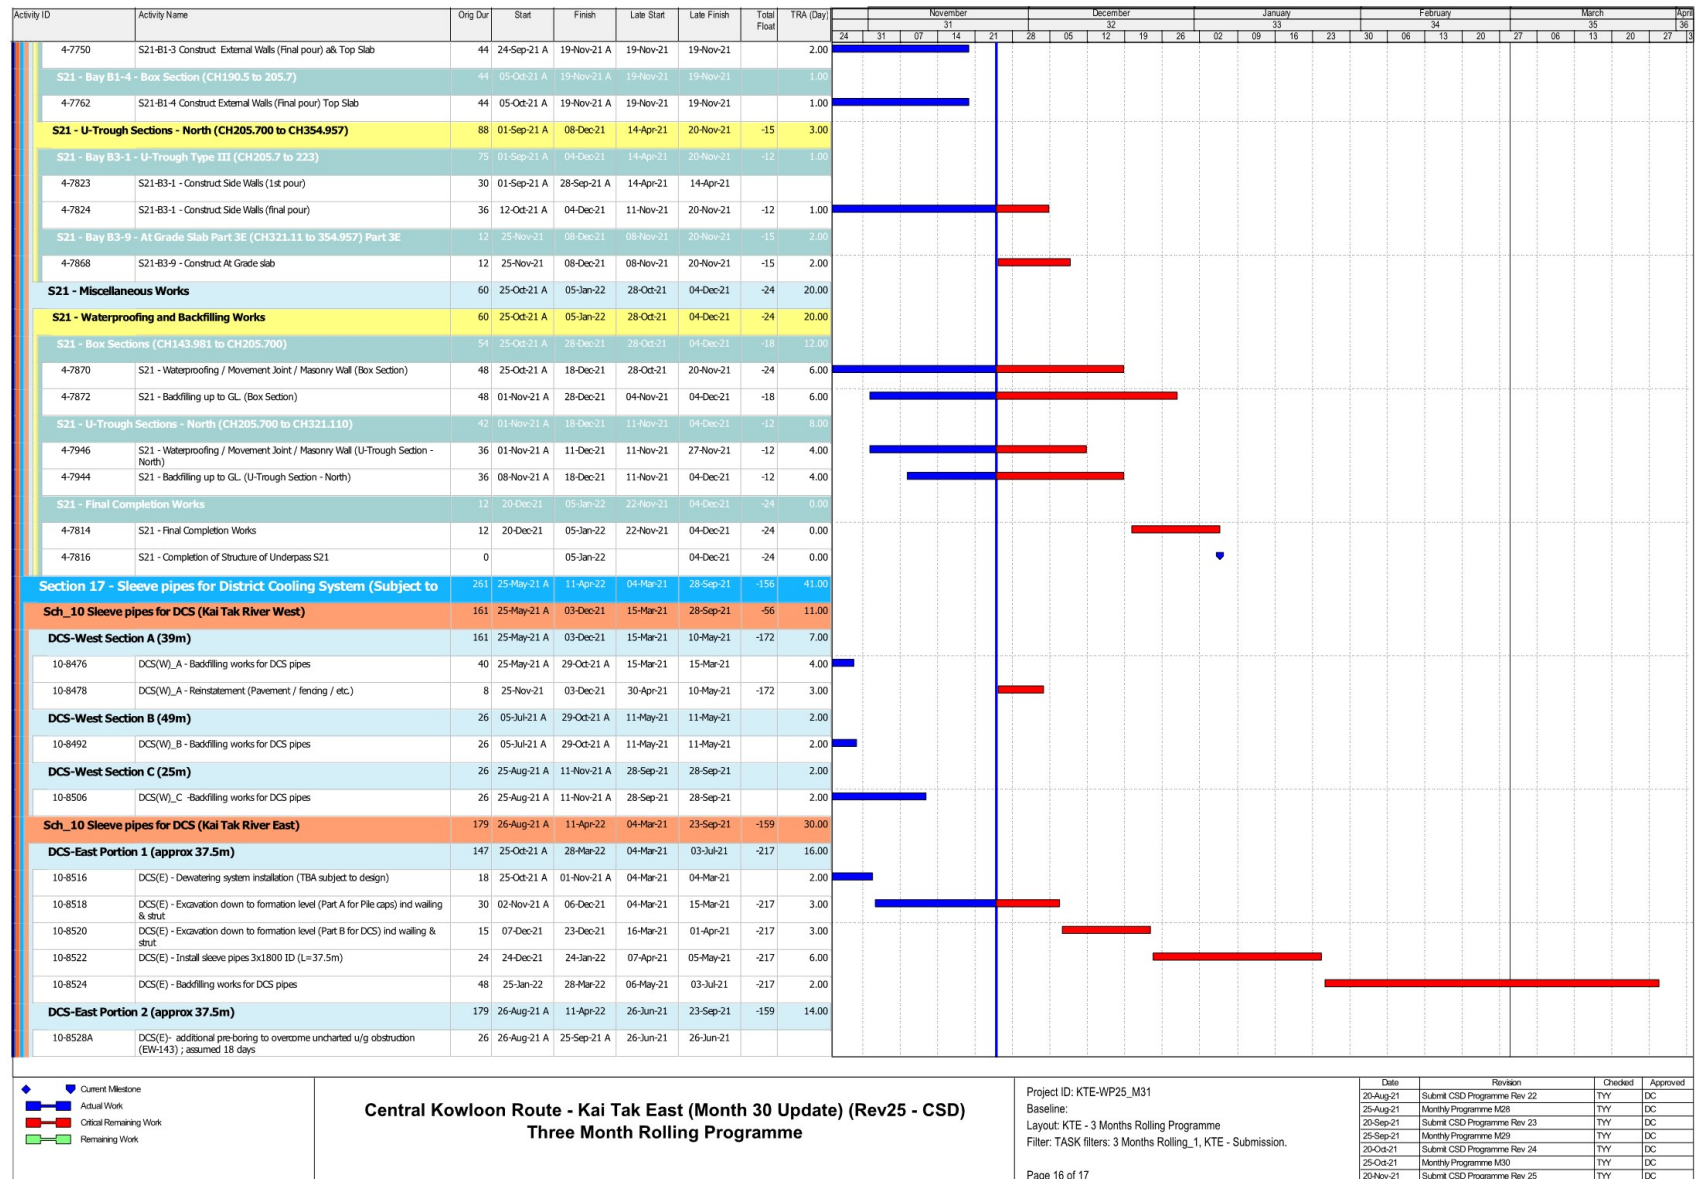 Activity ID Activity Name Orig Dur Start Finish Late Start Late Finish Total Float TRA (Day) November December January February March April
31 32 33 34 35 36
24 31 07 14 21 28 05 12 19 26 02 09 16 23 30 06 13 20 27 06 13 20 27 3
4-7750 S21-B1-3 Construct External Walls (Final pour) a& Top Slab 44 24-Sep-21 A 19-Nov-21 A 19-Nov-21 19-Nov-21 2.00
S21 - Bay B1-4 - Box Section (CH190.5 to 205.7) 44 05-Oct-21 A 19-Nov-21 A 19-Nov-21 19-Nov-21 1.00
4-7762 S21-B1-4 Construct External Walls (Final pour) Top Slab 44 05-Oct-21 A 19-Nov-21 A 19-Nov-21 19-Nov-21 1.00
S21 - U-Trough Sections - North (CH205.700 to CH354.957) 88 01-Sep-21 A 08-Dec-21 14-Apr-21 20-Nov-21 -15 3.00
S21 - Bay B3-1 - U-Trough Type III (CH205.7 to 223) 75 01-Sep-21 A 04-Dec-21 14-Apr-21 20-Nov-21 -12 1.00
4-7823 S21-B3-1 - Construct Side Walls (1st pour) 30 01-Sep-21 A 28-Sep-21 A 14-Apr-21 14-Apr-21
4-7824 S21-B3-1 - Construct Side Walls (final pour) 36 12-Oct-21 A 04-Dec-21 11-Nov-21 20-Nov-21 -12 1.00
S21 - Bay B3-9 - At Grade Slab Part 3E (CH321.11 to 354.957) Part 3E 12 25-Nov-21 08-Dec-21 08-Nov-21 20-Nov-21 -15 2.00
4-7868 S21-B3-9 - Construct At Grade slab 12 25-Nov-21 08-Dec-21 08-Nov-21 20-Nov-21 -15 2.00
S21 - Miscellaneous Works 60 25-Oct-21 A 05-Jan-22 28-Oct-21 04-Dec-21 -24 20.00
S21 - Waterproofing and Backfilling Works 60 25-Oct-21 A 05-Jan-22 28-Oct-21 04-Dec-21 -24 20.00
S21 - Box Sections (CH143.981 to CH205.700) 54 25-Oct-21 A 28-Dec-21 28-Oct-21 04-Dec-21 -18 12.00
4-7870 S21 - Waterproofing / Movement Joint / Masonry Wall (Box Section) 48 25-Oct-21 A 18-Dec-21 28-Oct-21 20-Nov-21 -24 6.00
4-7872 S21 - Backfilling up to GL. (Box Section) 48 01-Nov-21 A 28-Dec-21 04-Nov-21 04-Dec-21 -18 6.00
S21 - U-Trough Sections - North (CH205.700 to CH321.110) 42 01-Nov-21 A 18-Dec-21 11-Nov-21 04-Dec-21 -12 8.00
4-7946 S21 - Waterproofing / Movement Joint / Masonry Wall (U-Trough Section - North) 36 01-Nov-21 A 11-Dec-21 11-Nov-21 27-Nov-21 -12 4.00
4-7944 S21 - Backfilling up to GL. (U-Trough Section - North) 36 08-Nov-21 A 18-Dec-21 11-Nov-21 04-Dec-21 -12 4.00
S21 - Final Completion Works 12 20-Dec-21 05-Jan-22 22-Nov-21 04-Dec-21 -24 0.00
4-7814 S21 - Final Completion Works 12 20-Dec-21 05-Jan-22 22-Nov-21 04-Dec-21 -24 0.00
4-7816 S21 - Completion of Structure of Underpass S21 0 05-Jan-22 04-Dec-21 -24 0.00
Section 17 - Sleeve pipes for District Cooling System (Subject to 261 25-May-21 A 11-Apr-22 04-Mar-21 28-Sep-21 -156 41.00
Sch_10 Sleeve pipes for DCS (Kai Tak River West) 161 25-May-21 A 03-Dec-21 15-Mar-21 28-Sep-21 -56 11.00
DCS-West Section A (39m) 161 25-May-21 A 03-Dec-21 15-Mar-21 10-May-21 -172 7.00
10-8476 DCS(W)_A - Backfilling works for DCS pipes 40 25-May-21 A 29-Oct-21 A 15-Mar-21 15-Mar-21 4.00
10-8478 DCS(W)_A - Reinstatement (Pavement / fencing / etc.) 8 25-Nov-21 03-Dec-21 30-Apr-21 10-May-21 -172 3.00
DCS-West Section B (49m) 26 05-Jul-21 A 29-Oct-21 A 11-May-21 11-May-21 2.00
10-8492 DCS(W)_B - Backfilling works for DCS pipes 26 05-Jul-21 A 29-Oct-21 A 11-May-21 11-May-21 2.00
DCS-West Section C (25m) 26 25-Aug-21 A 11-Nov-21 A 28-Sep-21 28-Sep-21 2.00
10-8506 DCS(W)_C -Backfilling works for DCS pipes 26 25-Aug-21 A 11-Nov-21 A 28-Sep-21 28-Sep-21 2.00
Sch_10 Sleeve pipes for DCS (Kai Tak River East) 179 26-Aug-21 A 11-Apr-22 04-Mar-21 23-Sep-21 -159 30.00
DCS-East Portion 1 (approx 37.5m) 147 25-Oct-21 A 28-Mar-22 04-Mar-21 03-Jul-21 -217 16.00
10-8516 DCS(E) - Dewatering system installation (TBA subject to design) 18 25-Oct-21 A 01-Nov-21 A 04-Mar-21 04-Mar-21 2.00
10-8518 DCS(E) - Excavation down to formation level (Part A for Pile caps) ind wailing & strut 30 02-Nov-21 A 06-Dec-21 04-Mar-21 15-Mar-21 -217 3.00
10-8520 DCS(E) - Excavation down to formation level (Part B for DCS) ind wailing & strut 15 07-Dec-21 23-Dec-21 16-Mar-21 01-Apr-21 -217 3.00
10-8522 DCS(E) - Install sleeve pipes 3x1800 ID (L=37.5m) 24 24-Dec-21 24-Jan-22 07-Apr-21 05-May-21 -217 6.00
10-8524 DCS(E) - Backfilling works for DCS pipes 48 25-Jan-22 28-Mar-22 06-May-21 03-Jul-21 -217 2.00
DCS-East Portion 2 (approx 37.5m) 179 26-Aug-21 A 11-Apr-22 26-Jun-21 23-Sep-21 -159 14.00
10-8528A DCS(E)- additional pre-boring to overcome uncharted u/g obstruction (EW-143) ; assumed 18 days 26 26-Aug-21 A 25-Sep-21 A 26-Jun-21 26-Jun-21
Current Milestone
Actual Work
Critical Remaining Work
Remaining Work
Central Kowloon Route - Kai Tak East (Month 30 Update) (Rev25 - CSD)
Three Month Rolling Programme
Project ID: KTE-WP25_M31
Baseline:
Layout: KTE - 3 Months Rolling Programme
Filter: TASK filters: 3 Months Rolling_1, KTE - Submission.
Page 16 of 17
Date Revision Checked Approved
20-Aug-21 Submit CSD Programme Rev 22 TYY DC
25-Aug-21 Monthly Programme M28 TYY DC
20-Sep-21 Submit CSD Programme Rev 23 TYY DC
25-Sep-21 Monthly Programme M29 TYY DC
20-Oct-21 Submit CSD Programme Rev 24 TYY DC
25-Oct-21 Monthly Programme M30 TYY DC
20-Nov-21 Submit CSD Programme Rev 25 TYY DC